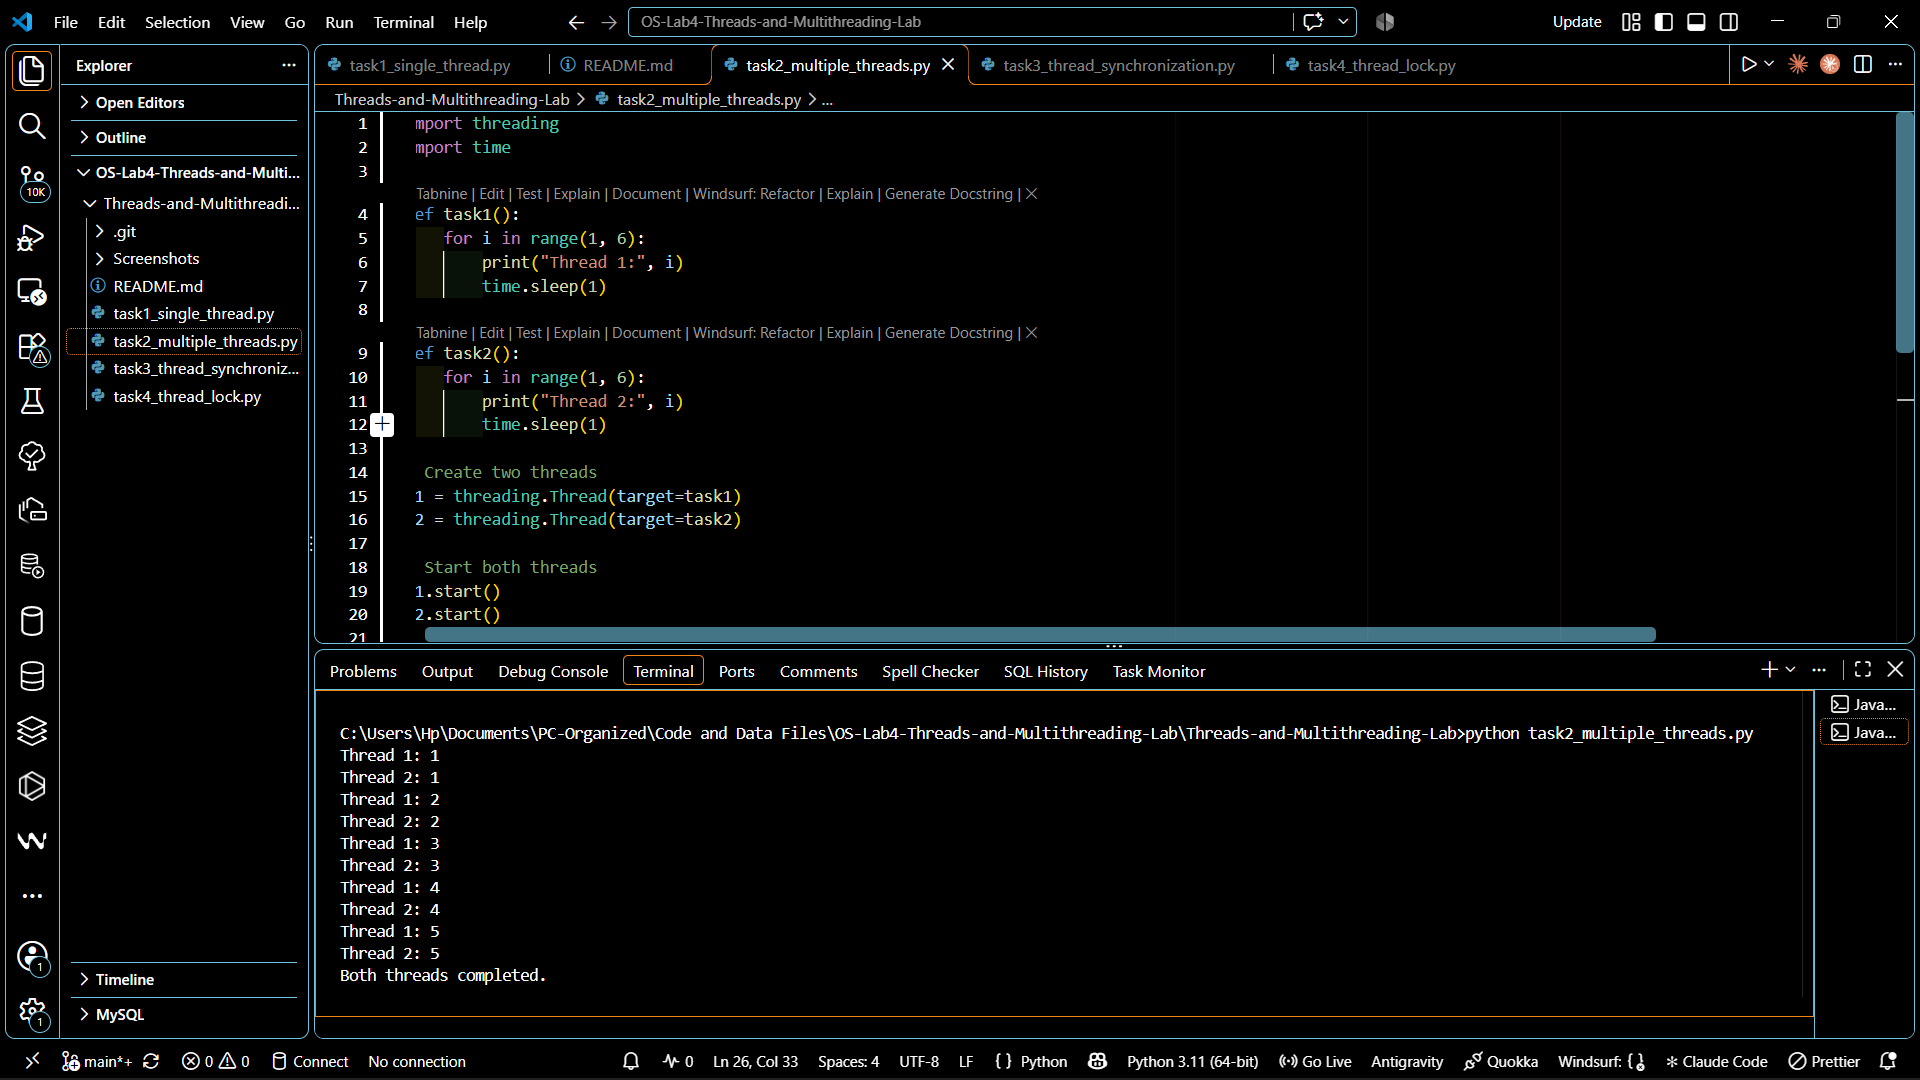 File Edit Selection View Go Run Terminal Help
OS-Lab4-Threads-and-Multithreading-Lab
Update
Explorer
Open Editors
Outline
OS-Lab4-Threads-and-Multi...
Threads-and-Multithreadi...
.git
Screenshots
README.md
task1_single_thread.py
task2_multiple_threads.py
task3_thread_synchroniz...
task4_thread_lock.py
Timeline
MySQL
10K
1
1
task1_single_thread.py README.md task2_multiple_threads.py task3_thread_synchronization.py task4_thread_lock.py
Threads-and-Multithreading-Lab > task2_multiple_threads.py > ...
1 mport threading
2 mport time
3
Tabnine | Edit | Test | Explain | Document | Windsurf: Refactor | Explain | Generate Docstring | X
4 ef task1():
5 for i in range(1, 6):
6 print("Thread 1:", i)
7 time.sleep(1)
8
Tabnine | Edit | Test | Explain | Document | Windsurf: Refactor | Explain | Generate Docstring | X
9 ef task2():
10 for i in range(1, 6):
11 print("Thread 2:", i)
12 time.sleep(1)
13
14 Create two threads
15 1 = threading.Thread(target=task1)
16 2 = threading.Thread(target=task2)
17
18 Start both threads
19 1.start()
20 2.start()
21
Problems Output Debug Console Terminal Ports Comments Spell Checker SQL History Task Monitor
C:\Users\Hp\Documents\PC-Organized\Code and Data Files\OS-Lab4-Threads-and-Multithreading-Lab\Threads-and-Multithreading-Lab>python task2_multiple_threads.py
Thread 1: 1
Thread 2: 1
Thread 1: 2
Thread 2: 2
Thread 1: 3
Thread 2: 3
Thread 1: 4
Thread 2: 4
Thread 1: 5
Thread 2: 5
Both threads completed.
Java...
Java...
main*+ 0 0 Connect No connection 0 Ln 26, Col 33 Spaces: 4 UTF-8 LF {} Python Python 3.11 (64-bit) Go Live Antigravity Quokka Windsurf: {} Claude Code Prettier